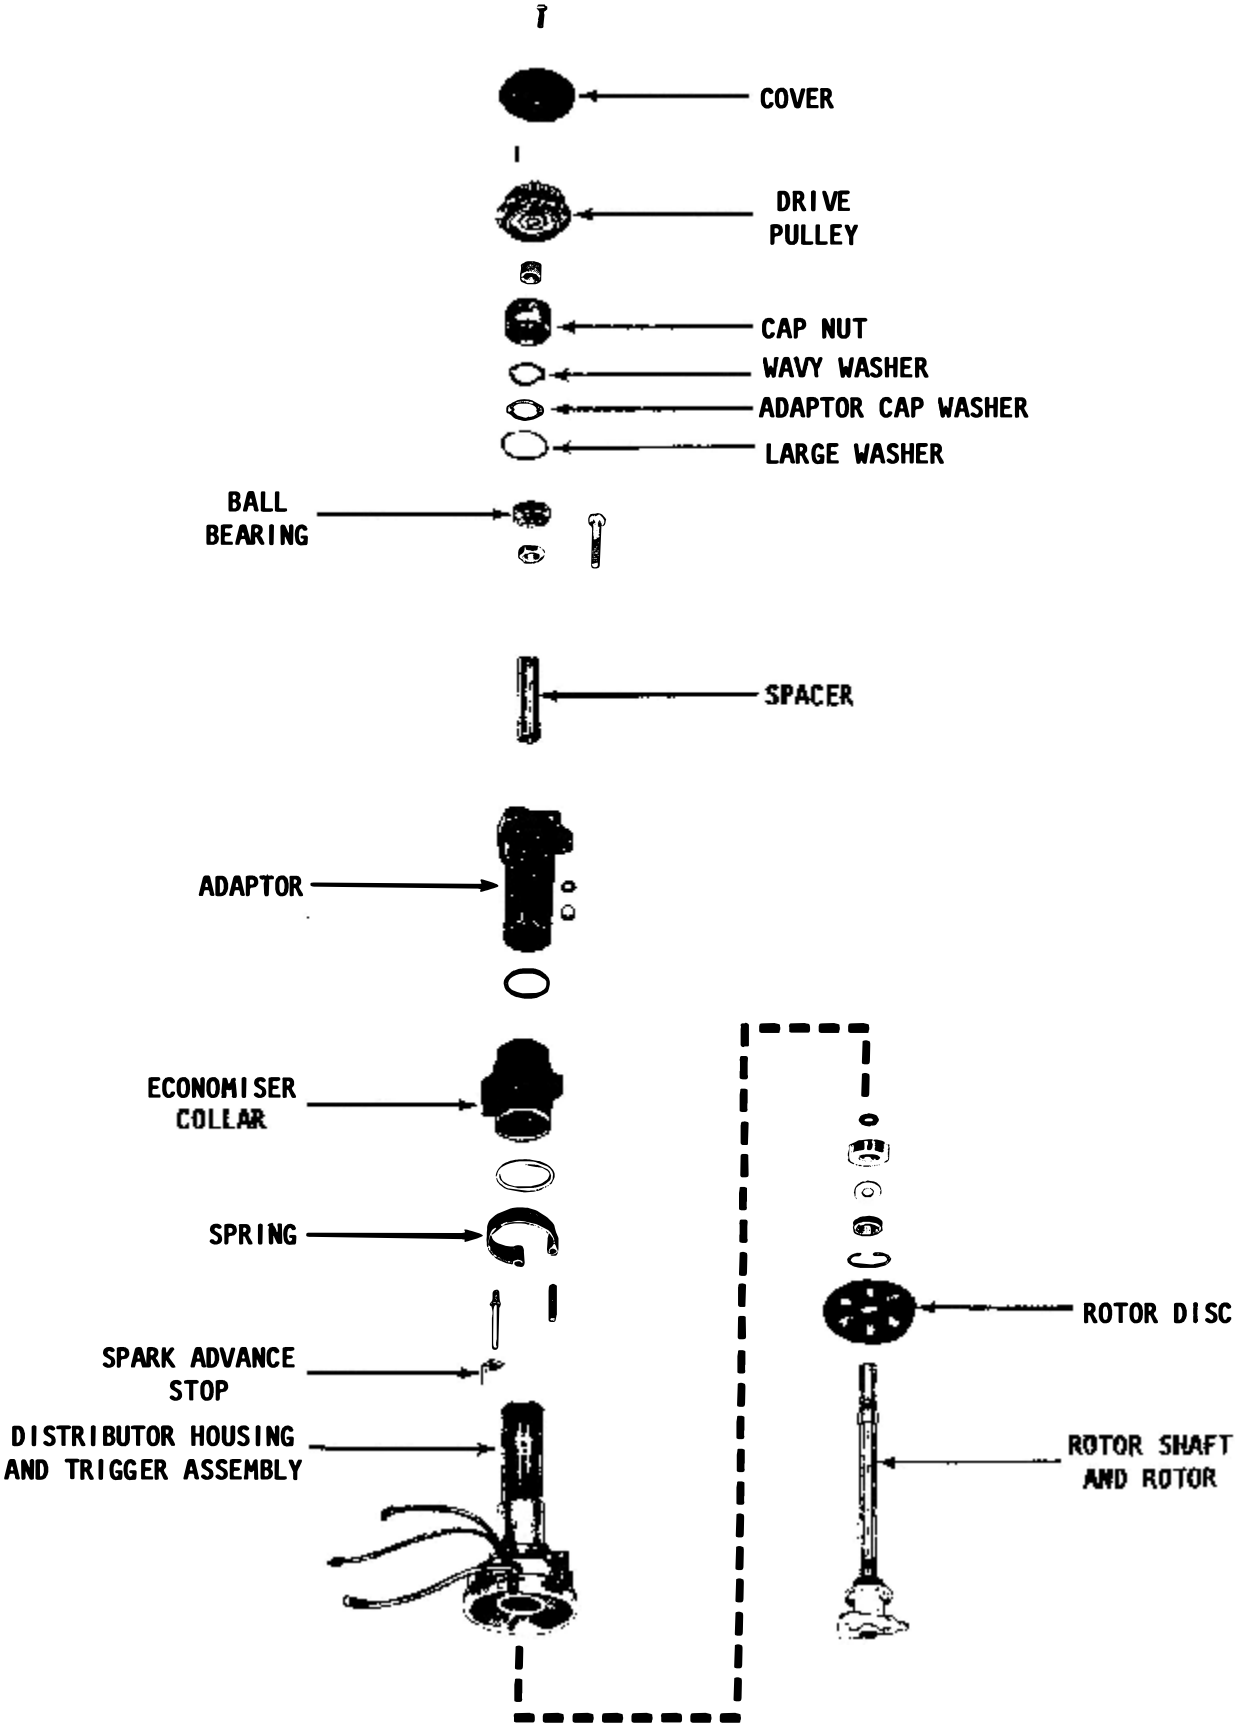 COVER
DRIVE
PULLEY
CAP NUT
WAVY WASHER
ADAPTOR CAP WASHER
LARGE WASHER
BALL
BEARING
SPACER
ADAPTOR
ECONOMISER
COLLAR
SPRING
ROTOR DISC
SPARK ADVANCE
STOP
DISTRIBUTOR HOUSING
AND TRIGGER ASSEMBLY
ROTOR SHAFT
AND ROTOR